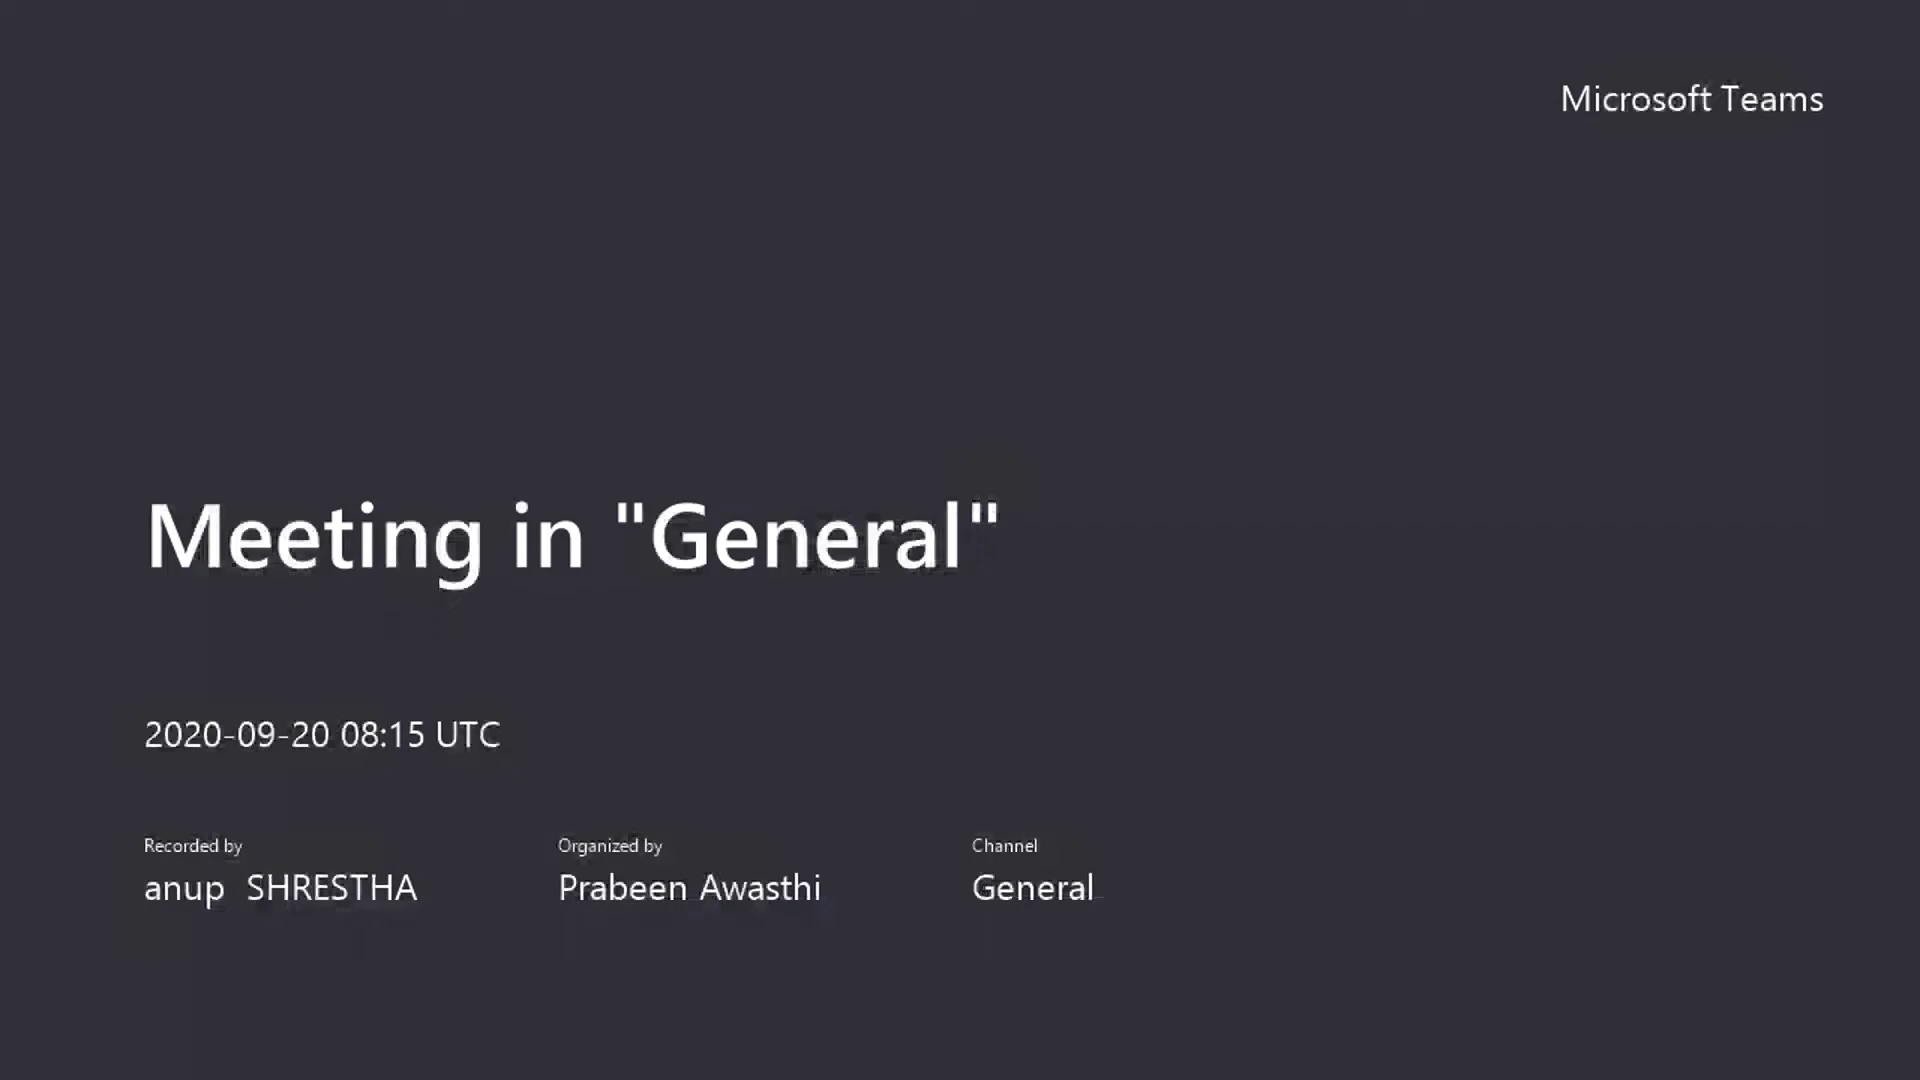 Microsoft Teams
Meeting in "General"
2020-09-20 08:15 UTC
Recorded by
anup  SHRESTHA
Organized by
Prabeen Awasthi
Channel
General